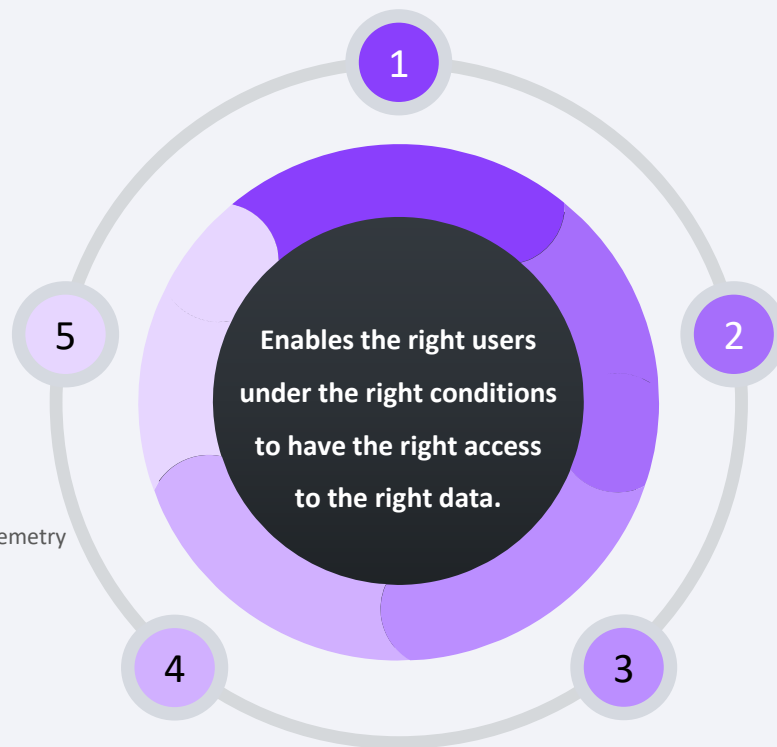 1
5
2
Enables the right users
under the right conditions
to have the right access
to the right data.
emetry
4
3